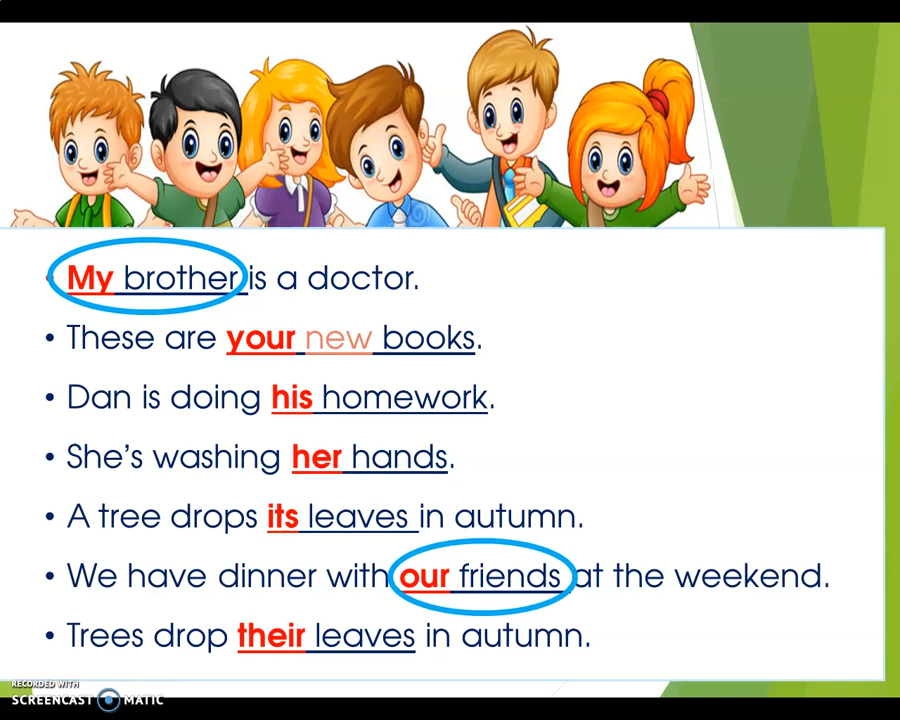 • My brother is a doctor.
• These are your new books.
• Dan is doing his homework.
• She’s washing her hands.
• A tree drops its leaves in autumn.
• We have dinner with our friends at the weekend.
• Trees drop their leaves in autumn.
RECORDED WITH
SCREENCAST MATIC